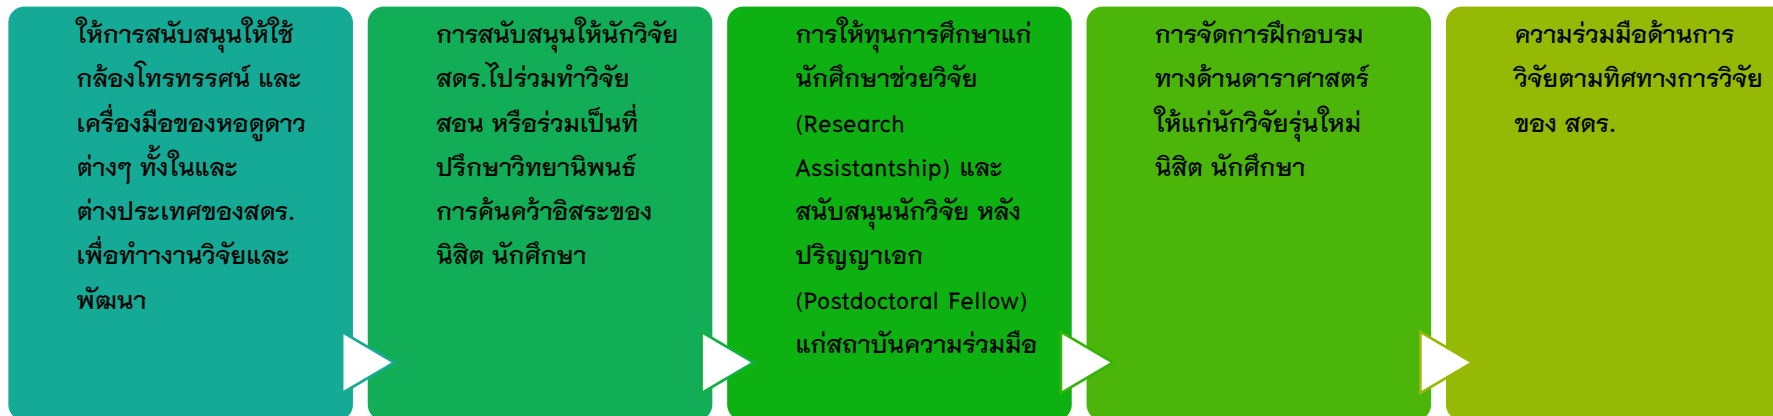 ให้การสนับสนุนให้ใช้
กล้องโทรทรรศน์ และ
เครื่องมือของหอดูดาว
ต่างๆ ทั้งในและ
ต่างประเทศของสดร.
เพื่อทำางานวิจัยและ
พัฒนา
การสนับสนุนให้นักวิจัย
สดร.ไปร่วมทำวิจัย
สอน หรือร่วมเป็นที่
ปรึกษาวิทยานิพนธ์
การค้นคว้าอิสระของ
นิสิต นักศึกษา
การให้ทุนการศึกษาแก่
นักศึกษาช่วยวิจัย
(Research
Assistantship) และ
สนับสนุนนักวิจัย หลัง
ปริญญาเอก
(Postdoctoral Fellow)
แก่สถาบันความร่วมมือ
การจัดการฝึกอบรม
ทางด้านดาราศาสตร์
ให้แก่นักวิจัยรุ่นใหม่
นิสิต นักศึกษา
ความร่วมมือด้านการ
วิจัยตามทิศทางการวิจัย
ของ สดร.